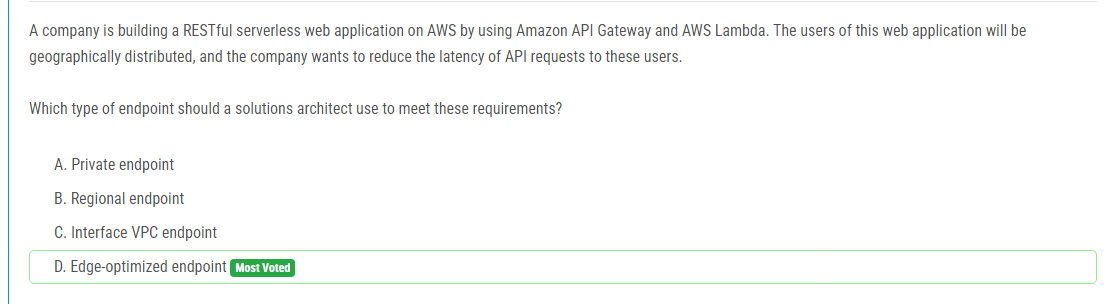 A company is building a RESTful serverless web application on AWS by using Amazon API Gateway and AWS Lambda. The users of this web application will be
geographically distributed, and the company wants to reduce the latency of API requests to these users.
Which type of endpoint should a solutions architect use to meet these requirements?
A. Private endpoint
B. Regional endpoint
C. Interface VPC endpoint
D. Edge-optimized endpoint Most Voted